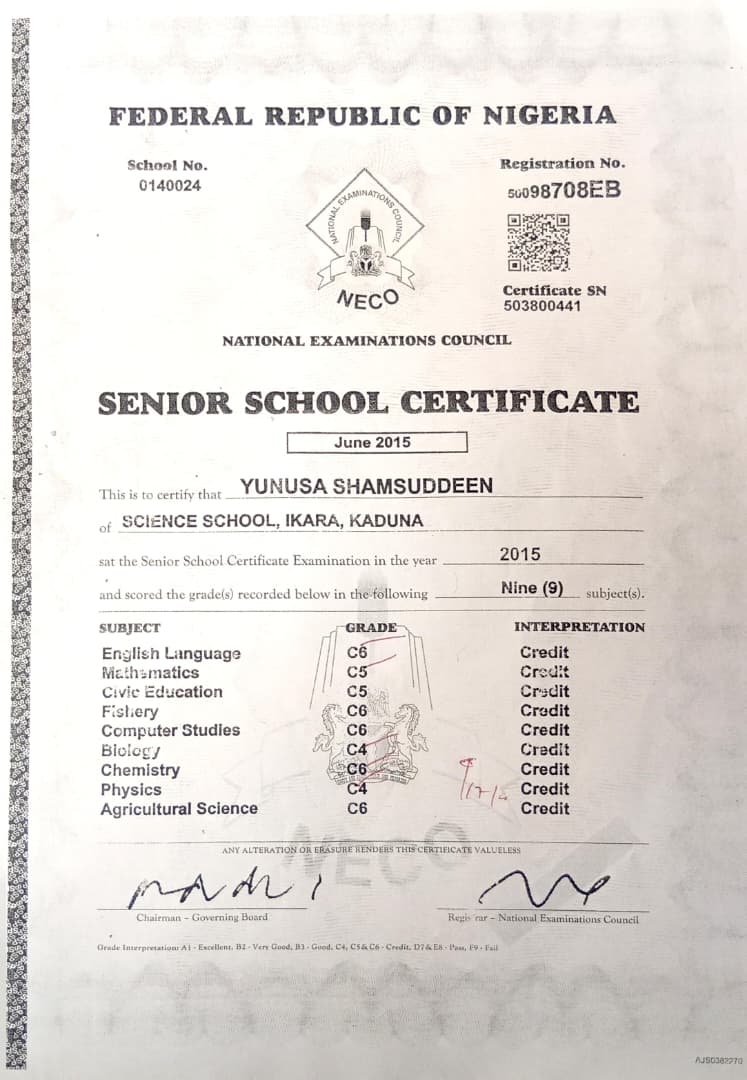 FEDERAL REPUBLIC OF NIGERIA
School No.
0140024
Registration No.
5098708EB
NATIONAL EXAMINATIONS COUNCIL
NECO
Certificate SN
503800441
NATIONAL EXAMINATIONS COUNCIL
SENIOR SCHOOL CERTIFICATE
June 2015
This is to certify that YUNUSA SHAMSUDDEEN
of SCIENCE SCHOOL, IKARA, KADUNA
sat the Senior School Certificate Examination in the year 2015
and scored the grade(s) recorded below in the following Nine (9) subject(s).
SUBJECT GRADE INTERPRETATION
English Language C6 Credit
Mathematics C5 Credit
Civic Education C5 Credit
Fishery C6 Credit
Computer Studies C6 Credit
Biology C4 Credit
Chemistry C6 Credit
Physics C4 Credit
Agricultural Science C6 Credit
NECO
ANY ALTERATION OR ERASURE RENDERS THIS CERTIFICATE VALUELESS
Chairman - Governing Board
Registrar - National Examinations Council
Grade Interpretation: A1 - Excellent, B2 - Very Good, B3 - Good, C4, C5 & C6 - Credit, D7 & E8 - Pass, F9 - Fail
AJS0382270